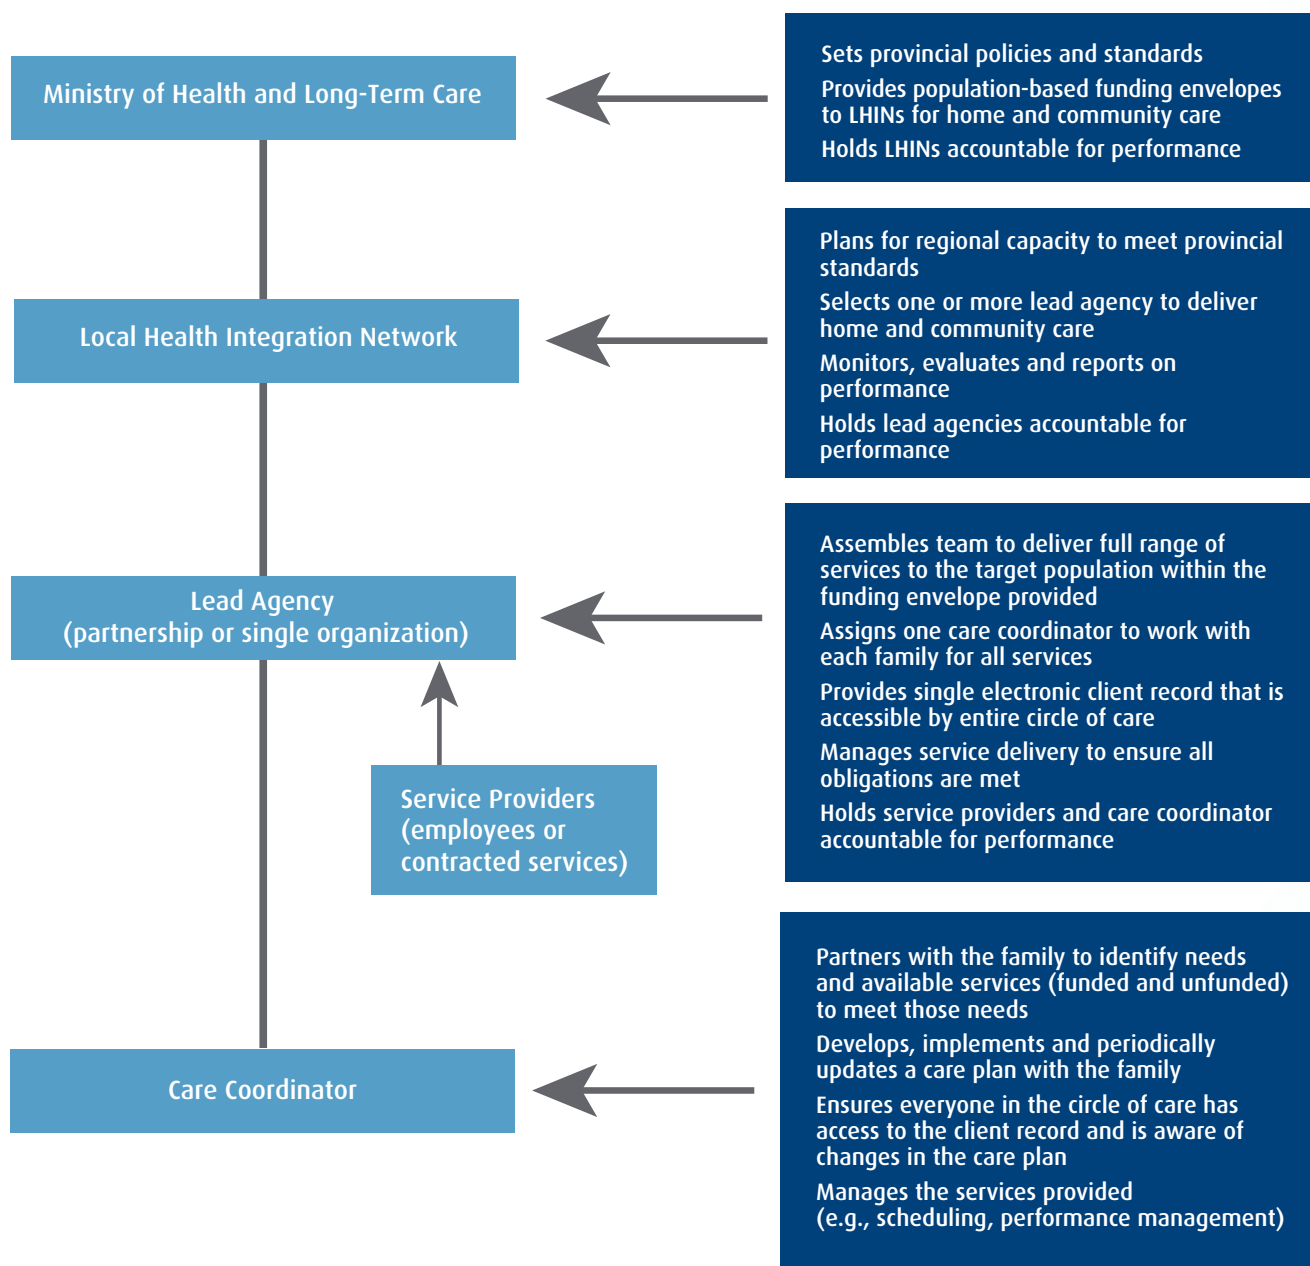 Ministry of Health and Long-Term Care
Sets provincial policies and standards
Provides population-based funding envelopes
to LHINs for home and community care
Holds LHINs accountable for performance
Local Health Integration Network
Plans for regional capacity to meet provincial
standards
Selects one or more lead agency to deliver
home and community care
Monitors, evaluates and reports on
performance
Holds lead agencies accountable for
performance
Lead Agency
(partnership or single organization)
Assembles team to deliver full range of
services to the target population within the
funding envelope provided
Assigns one care coordinator to work with
each family for all services
Provides single electronic client record that is
accessible by entire circle of care
Manages service delivery to ensure all
obligations are met
Holds service providers and care coordinator
accountable for performance
Service Providers
(employees or
contracted services)
Care Coordinator
Partners with the family to identify needs
and available services (funded and unfunded)
to meet those needs
Develops, implements and periodically
updates a care plan with the family
Ensures everyone in the circle of care has
access to the client record and is aware of
changes in the care plan
Manages the services provided
(e.g., scheduling, performance management)